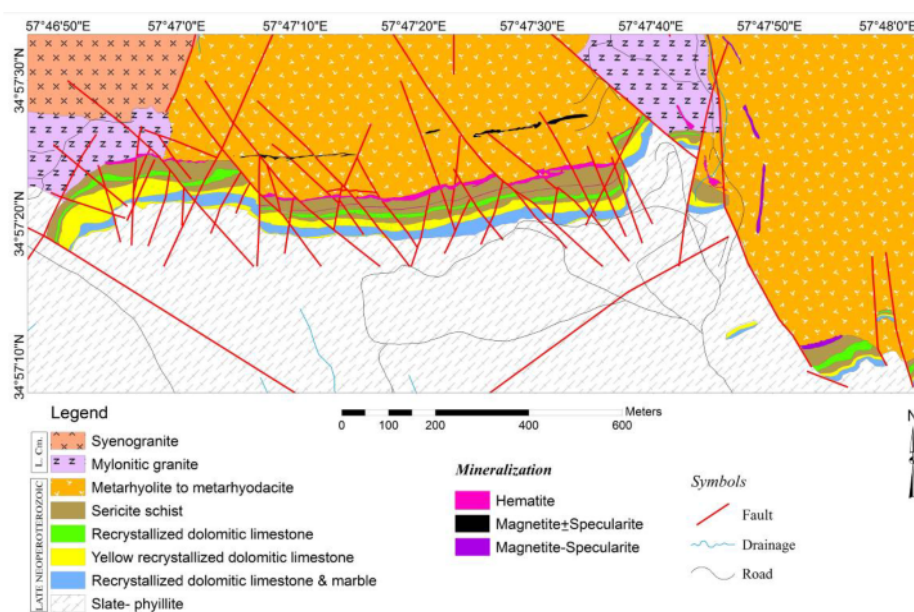 57°46'50"E 57°47'0"E 57°47'10"E 57°47'20"E 57°47'30"E 57°47'40"E 57°47'50"E 57°48'0"E
34°57'30"N
34°57'20"N
34°57'10"N
Legend
L. Cm.
Syenogranite
Mylonitic granite
LATE NEOPEROTEROZOIC
Metarhyolite to metarhyodacite
Sericite schist
Recrystallized dolomitic limestone
Yellow recrystallized dolomitic limestone
Recrystallized dolomitic limestone & marble
Slate- phyillite
Meters
0 50 100 200 400 600
Mineralization
Hematite
Magnetite±Specularite
Magnetite-Specularite
Symbols
Fault
Drainage
Road
N